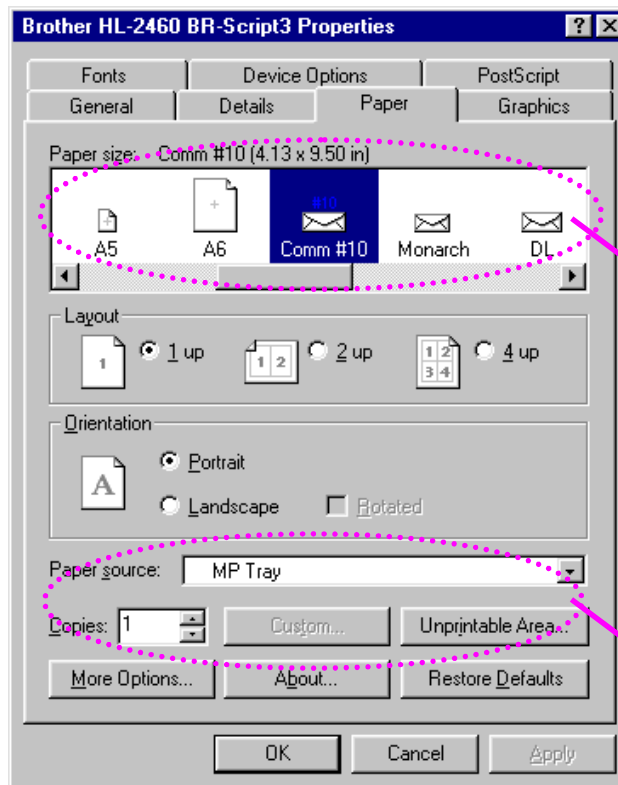 Brother HL-2460 BR-Script3 Properties
Fonts Device Options PostScript
General Details Paper Graphics
Paper size: Comm #10 (4.13 x 9.50 in)
#10
A5 A6 Comm #10 Monarch DL
Layout
1 1 up 1 2 2 up 1 2 3 4 4 up
Orientation
A Portrait
Landscape Rotated
Paper source: MP Tray
Copies: 1 Custom... Unprintable Area...
More Options... About... Restore Defaults
OK Cancel Apply